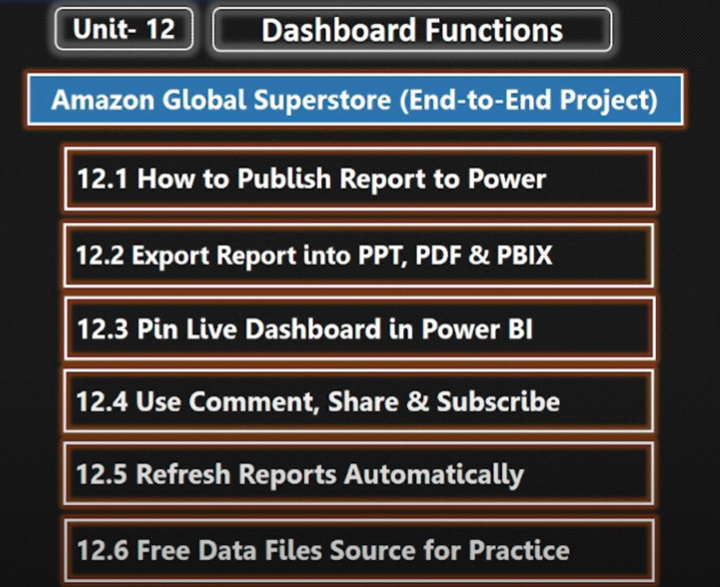 Unit- 12
Dashboard Functions
Amazon Global Superstore (End-to-End Project)
12.1 How to Publish Report to Power
12.2 Export Report into PPT, PDF & PBIX
12.3 Pin Live Dashboard in Power BI
12.4 Use Comment, Share & Subscribe
12.5 Refresh Reports Automatically
12.6 Free Data Files Source for Practice